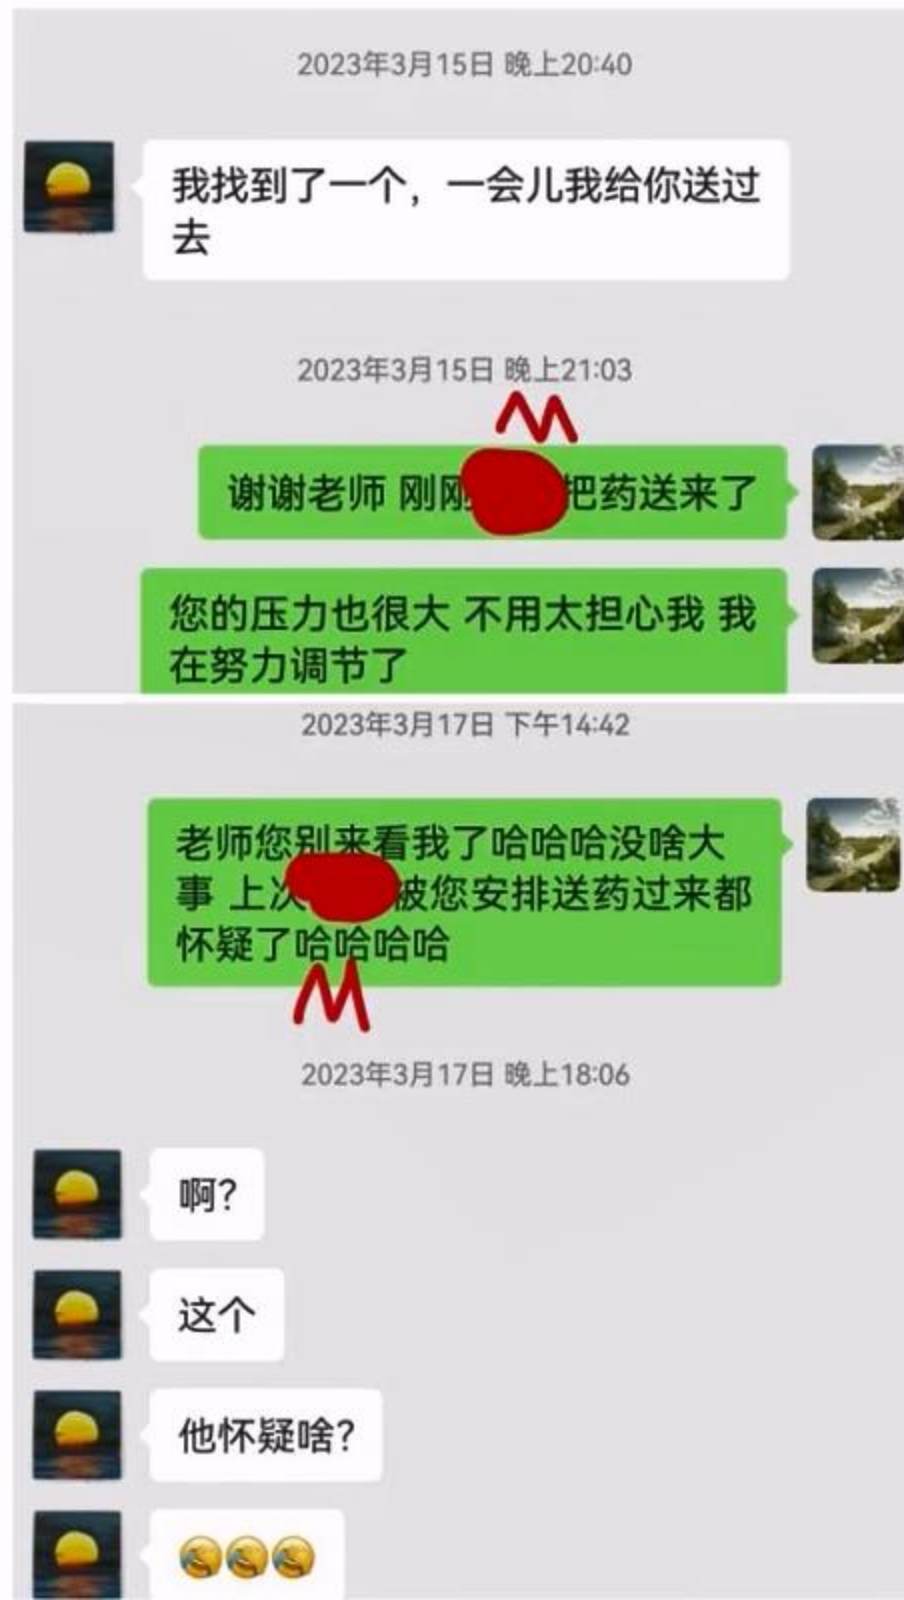 2023年3月15日 晚上20:40
我找到了一个，一会儿我给你送过
去
2023年3月15日 晚上21:03
M
谢谢老师 刚刚把药送来了
您的压力也很大 不用太担心我 我
在努力调节了
2023年3月17日 下午14:42
老师您别来看我了哈哈哈没啥大
事 上次被您安排送药过来都
怀疑了哈哈哈哈
M
2023年3月17日 晚上18:06
啊?
这个
他怀疑啥?